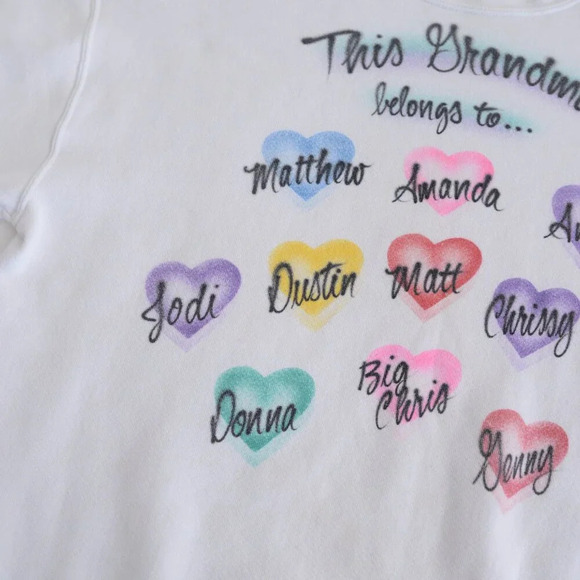 This Grandm
belongs to...
Matthew Amanda
Jodi Dustin Matt Chrissy
Donna Big Chris Genny